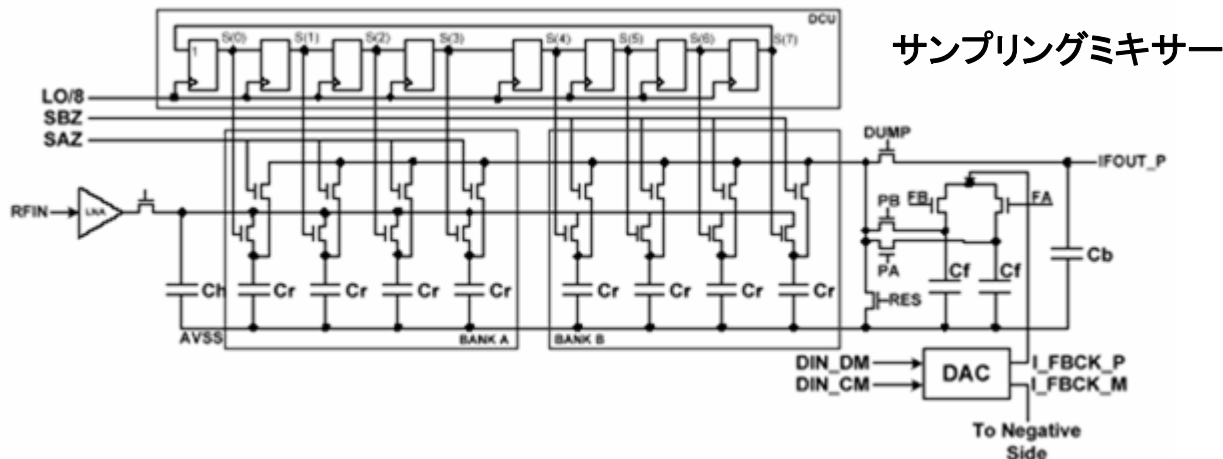 サンプリングミキサー
DCU
S(0) S(1) S(2) S(3) S(4) S(5) S(6) S(7)
1
LO/8
SBZ
SAZ
DUMP
IFOUT_P
RFIN
LNA
PB
FB
FA
PA
Ch
Cr Cr Cr Cr Cr Cr Cr Cr
Cf Cf
Cb
RES
AVSS
BANK A
BANK B
DIN_DM
DIN_CM
DAC
I_FBCK_P
I_FBCK_M
To Negative
Side